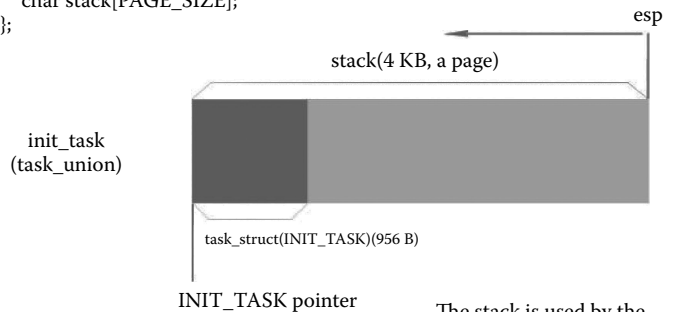 char stack[PAGE_SIZE];
};
esp
stack(4 KB, a page)
init_task
(task_union)
task_struct(INIT_TASK)(956 B)
INIT_TASK pointer
The stack is used by the